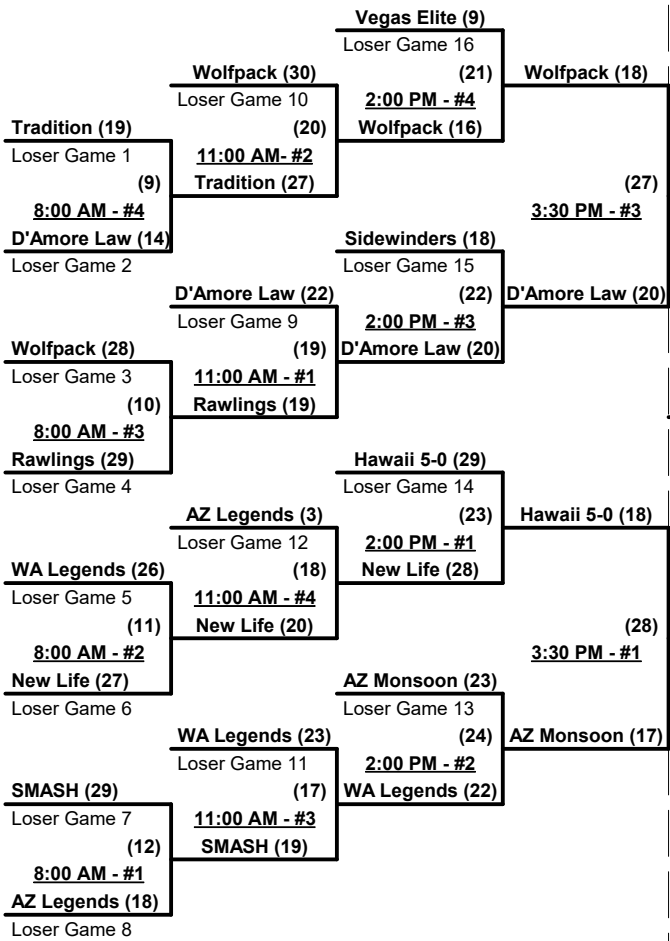 Vegas Elite (9)
Loser Game 16
Wolfpack (30)
(21)
Wolfpack (18)
Loser Game 10
2:00 PM - #4
Tradition (19)
(20)
Wolfpack (16)
Loser Game 1
11:00 AM- #2
(9)
Tradition (27)
(27)
8:00 AM - #4
3:30 PM - #3
D'Amore Law (14)
Sidewinders (18)
Loser Game 2
Loser Game 15
D'Amore Law (22)
(22)
D'Amore Law (20)
Loser Game 9
2:00 PM - #3
Wolfpack (28)
(19)
D'Amore Law (20)
Loser Game 3
11:00 AM - #1
(10)
Rawlings (19)
8:00 AM - #3
Rawlings (29)
Hawaii 5-0 (29)
Loser Game 4
Loser Game 14
AZ Legends (3)
(23)
Hawaii 5-0 (18)
Loser Game 12
2:00 PM - #1
WA Legends (26)
(18)
New Life (28)
Loser Game 5
11:00 AM - #4
(11)
New Life (20)
(28)
8:00 AM - #2
3:30 PM - #1
New Life (27)
AZ Monsoon (23)
Loser Game 6
Loser Game 13
WA Legends (23)
(24)
AZ Monsoon (17)
Loser Game 11
2:00 PM - #2
SMASH (29)
(17)
WA Legends (22)
Loser Game 7
11:00 AM - #3
(12)
SMASH (19)
8:00 AM - #1
AZ Legends (18)
Loser Game 8